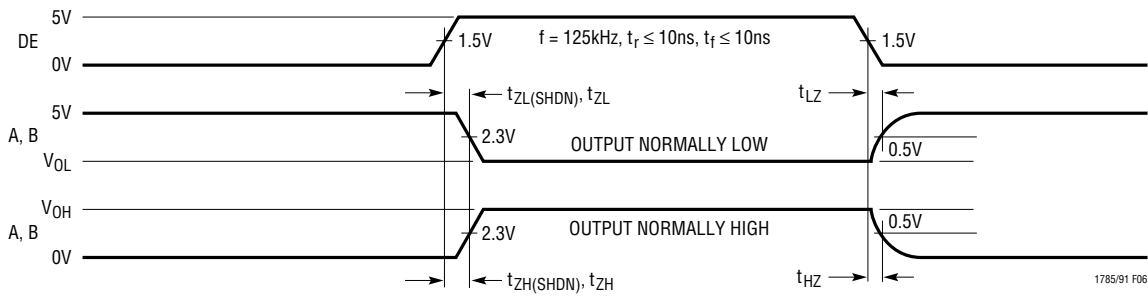 5V
DE
0V
1.5V
f = 125kHz, tr ≤ 10ns, tf ≤ 10ns
1.5V
tZL(SHDN), tZL
tLZ
5V
A, B
VOL
2.3V
OUTPUT NORMALLY LOW
0.5V
VOH
A, B
0V
2.3V
OUTPUT NORMALLY HIGH
0.5V
tZH(SHDN), tZH
tHZ
1785/91 F06